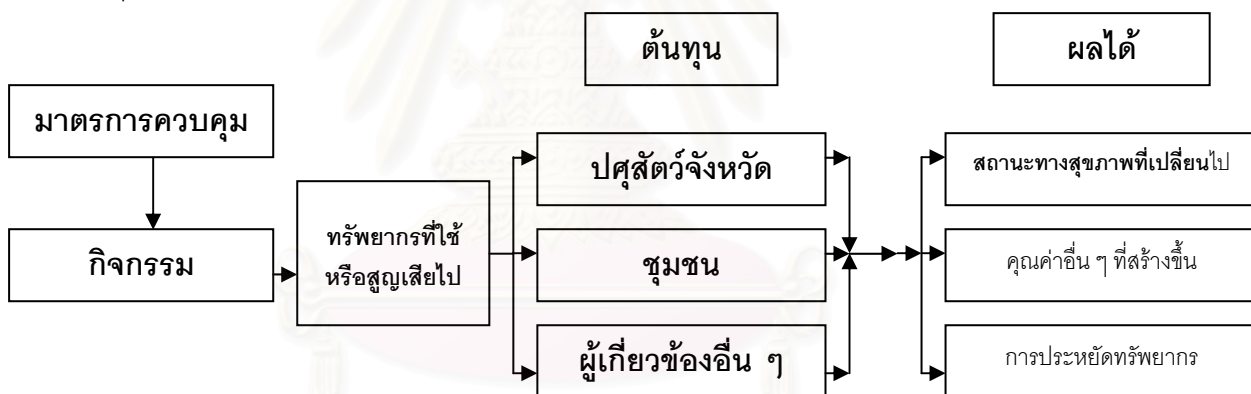 ต้นทุน
ผลได้
มาตรการควบคุม
กิจกรรม
ทรัพยากรที่ใช้
หรือสูญเสียไป
ปศุสัตว์จังหวัด
ชุมชน
ผู้เกี่ยวข้องอื่น ๆ
สถานะทางสุขภาพที่เปลี่ยนไป
คุณค่าอื่น ๆ ที่สร้างขึ้น
การประหยัดทรัพยากร